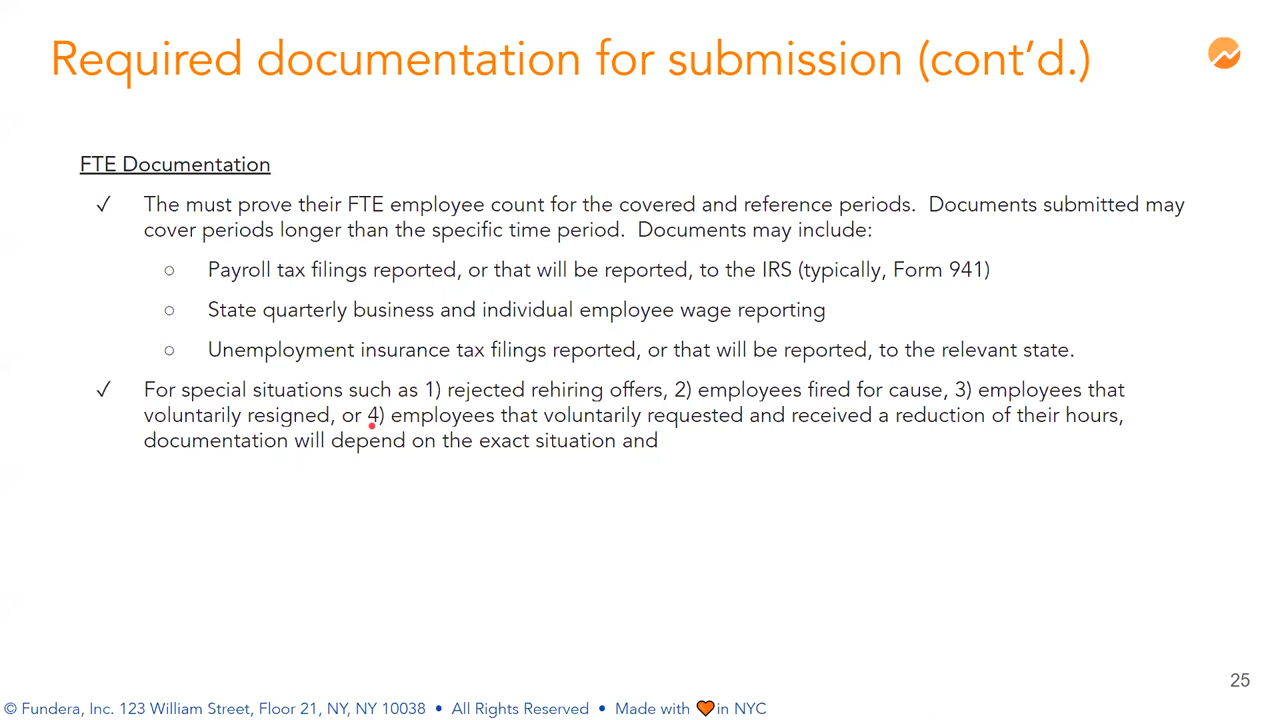 Required documentation for submission (cont’d.)
FTE Documentation
✓ The must prove their FTE employee count for the covered and reference periods.  Documents submitted may
cover periods longer than the specific time period.  Documents may include:
○ Payroll tax filings reported, or that will be reported, to the IRS (typically, Form 941)
○ State quarterly business and individual employee wage reporting
○ Unemployment insurance tax filings reported, or that will be reported, to the relevant state.
✓ For special situations such as 1) rejected rehiring offers, 2) employees fired for cause, 3) employees that
voluntarily resigned, or 4) employees that voluntarily requested and received a reduction of their hours,
documentation will depend on the exact situation and
25
© Fundera, Inc. 123 William Street, Floor 21, NY, NY 10038 • All Rights Reserved • Made with 🧡 in NYC